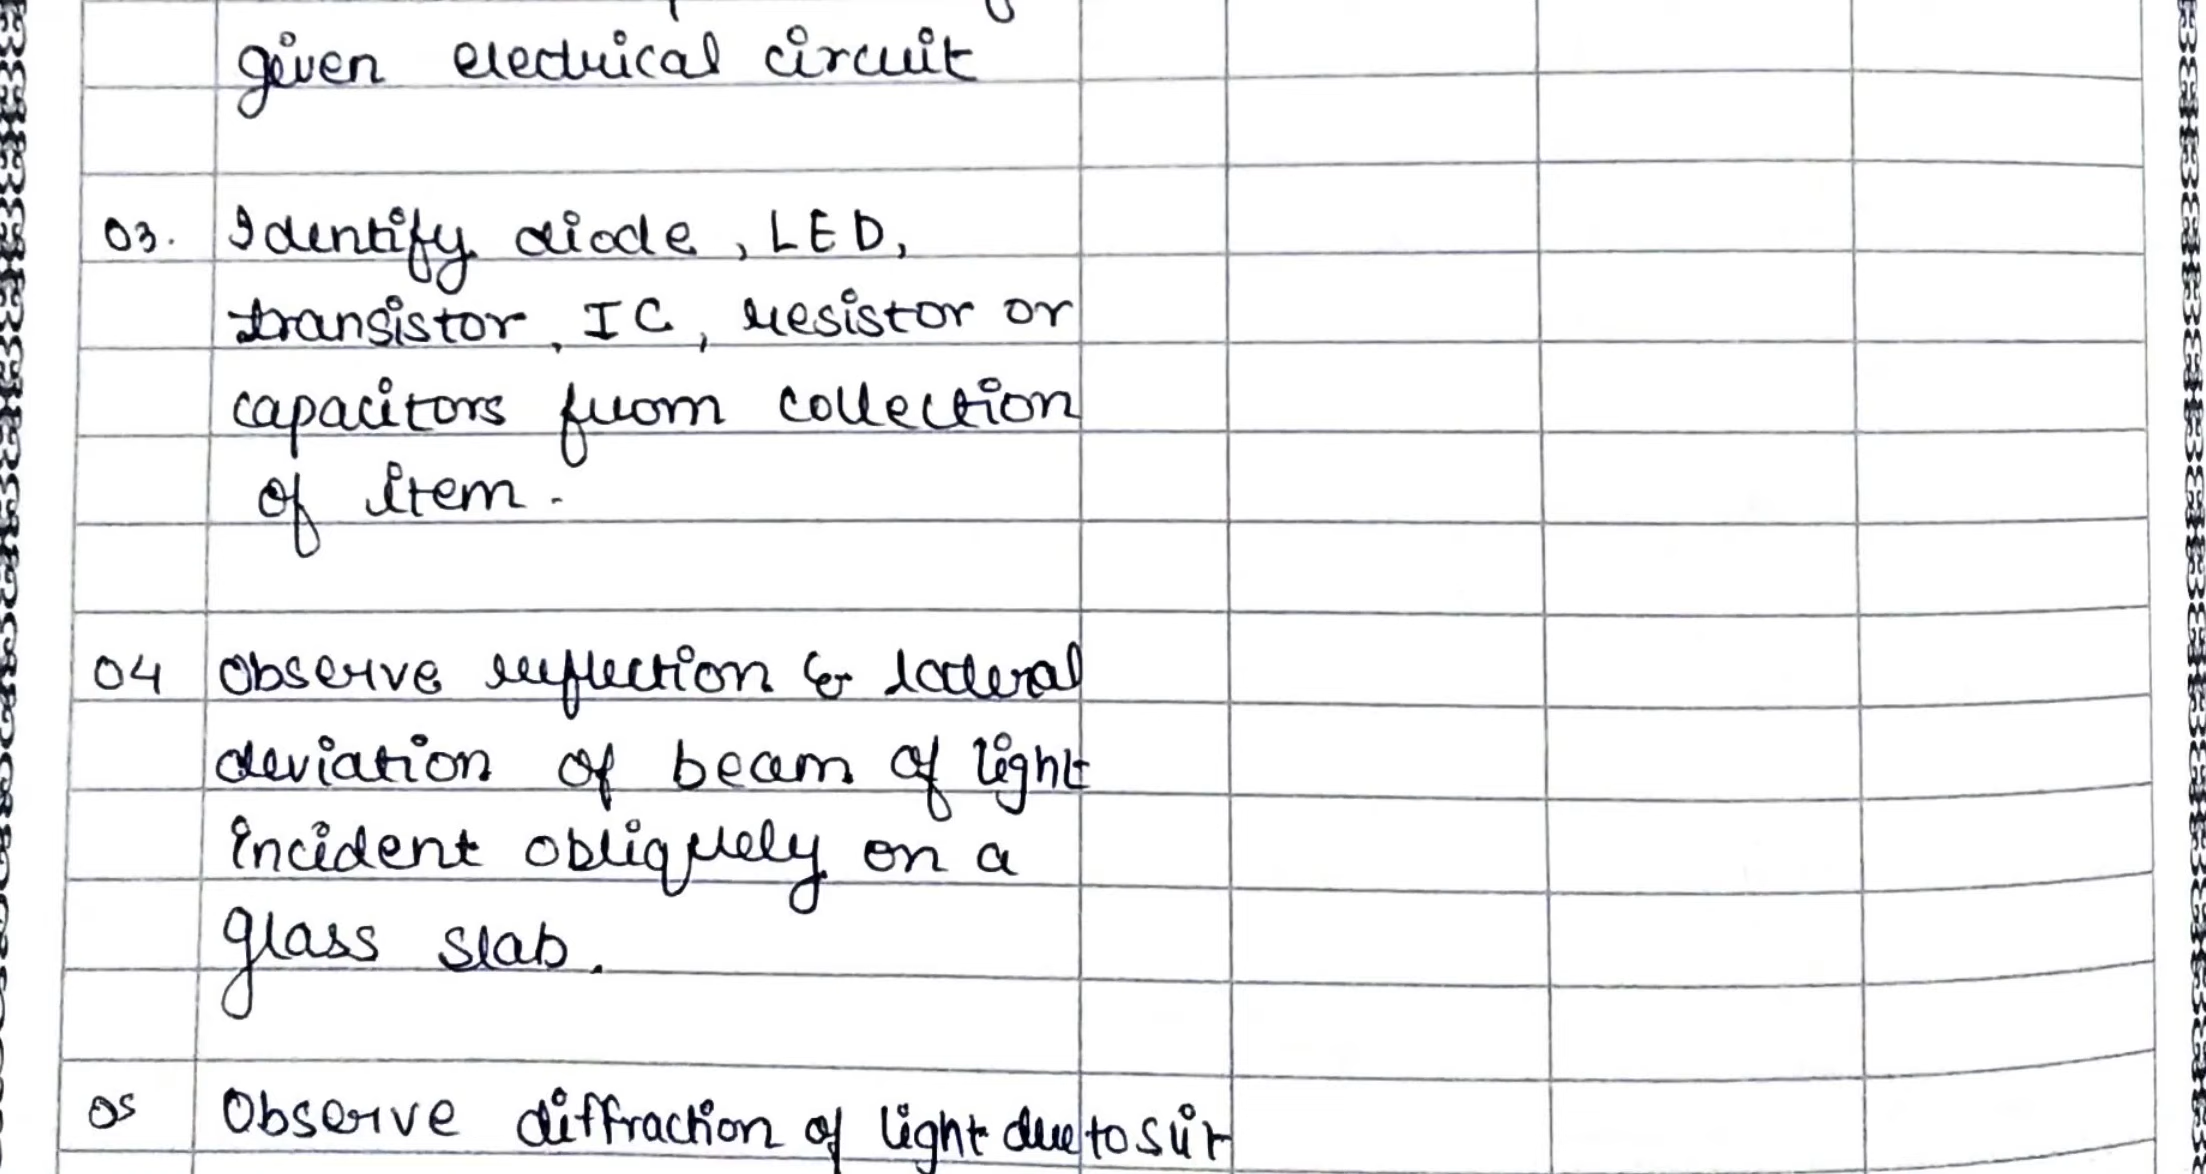 given electrical circuit
03. Identify diode, LED,
transistor, IC, resistor or
capacitors from collection
of item.
04 Observe reflection & lateral
deviation of beam of light
incident obliquely on a
glass slab.
05 Observe diffraction of light due to slit